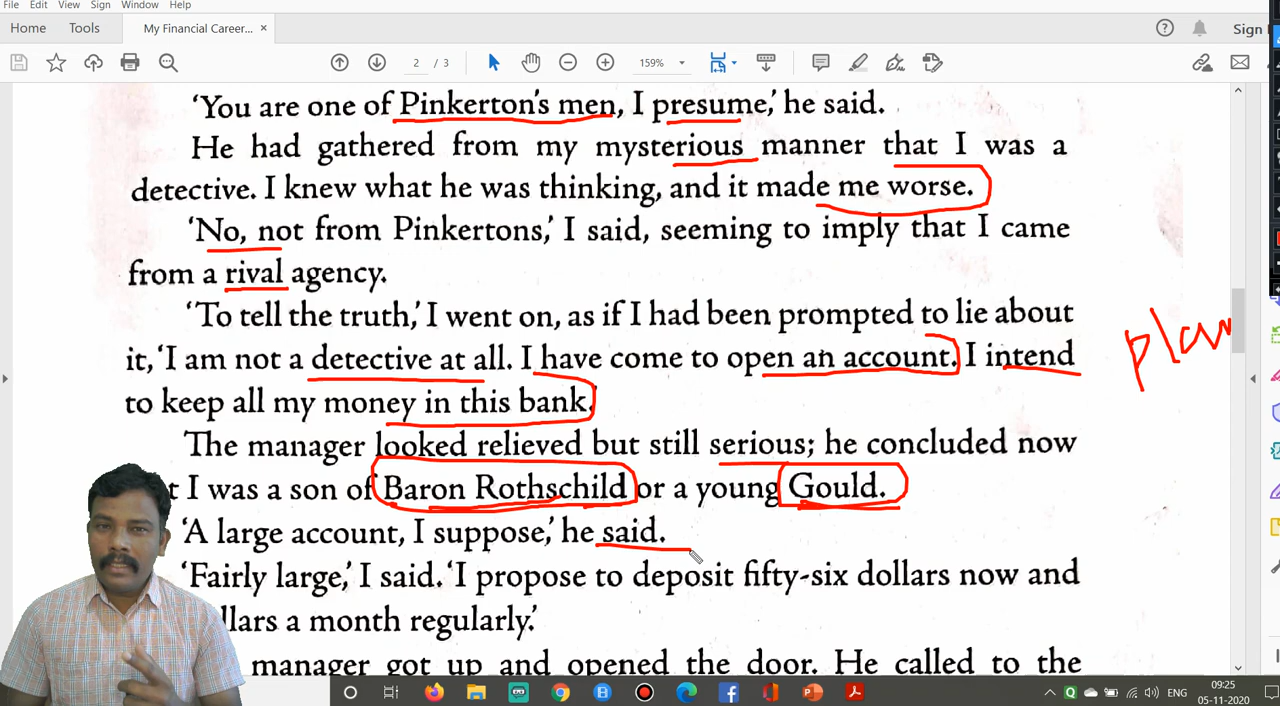 File Edit View Sign Window Help
Home Tools My Financial Career... × Sign
2 / 3 159%
'You are one of Pinkerton's men, I presume,' he said.
He had gathered from my mysterious manner that I was a
detective. I knew what he was thinking, and it made me worse.
'No, not from Pinkertons,' I said, seeming to imply that I came
from a rival agency.
'To tell the truth,' I went on, as if I had been prompted to lie about
it, 'I am not a detective at all. I have come to open an account. I intend
plan
to keep all my money in this bank.'
The manager looked relieved but still serious; he concluded now
t I was a son of Baron Rothschild or a young Gould.
'A large account, I suppose,' he said.
'Fairly large,' I said. 'I propose to deposit fifty-six dollars now and
llars a month regularly.'
manager got up and opened the door. He called to the
ENG 09:25
05-11-2020